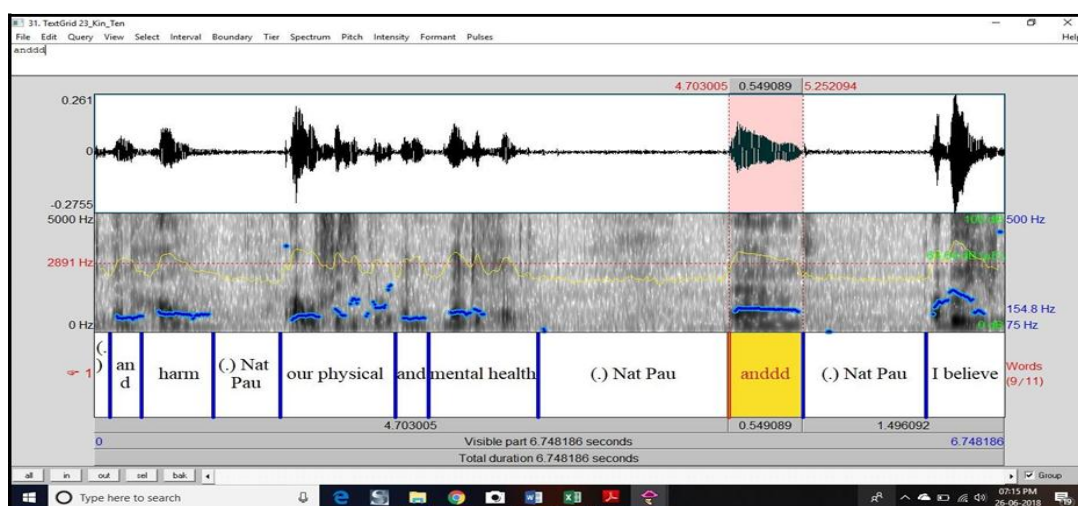 31. TextGrid 23_Kin_Ten
File Edit Query View Select Interval Boundary Tier Spectrum Pitch Intensity Formant Pulses Help
anddd
4.703005 0.549089 5.252094
0.261
0
-0.2755
5000 Hz 500 Hz
2891 Hz
154.8 Hz
0 Hz 75 Hz
1 (.) and harm (.) Nat Pau our physical and mental health (.) Nat Pau anddd (.) Nat Pau I believe Words (9/11)
4.703005 0.549089 1.496092
0 Visible part 6.748186 seconds 6.748186
Total duration 6.748186 seconds
all in out sel bak Group
Type here to search 07:15 PM
26-06-2018 19